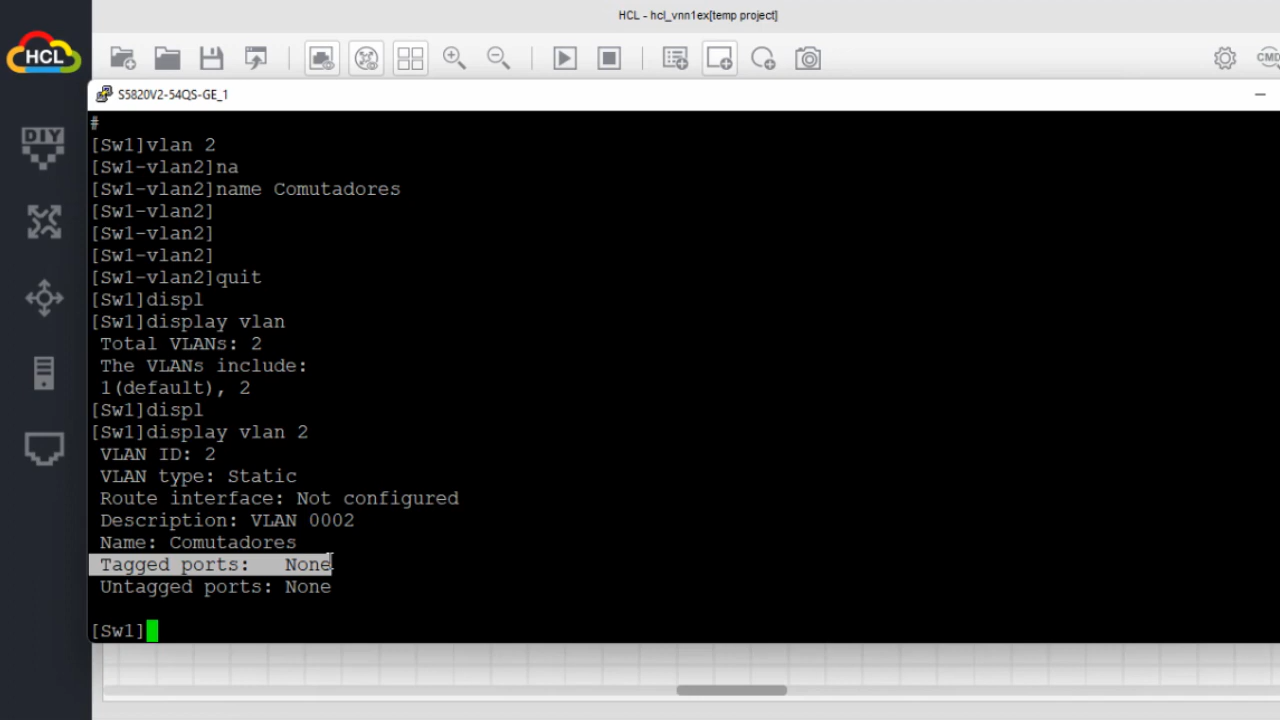 HCL - hcl_vnn1ex[temp project]
HCL
CMD
S5820V2-54QS-GE_1
DIY
#
[Sw1]vlan 2
[Sw1-vlan2]na
[Sw1-vlan2]name Comutadores
[Sw1-vlan2]
[Sw1-vlan2]
[Sw1-vlan2]
[Sw1-vlan2]quit
[Sw1]displ
[Sw1]display vlan
Total VLANs: 2
The VLANs include:
1(default), 2
[Sw1]displ
[Sw1]display vlan 2
VLAN ID: 2
VLAN type: Static
Route interface: Not configured
Description: VLAN 0002
Name: Comutadores
Tagged ports:   None
Untagged ports: None
[Sw1]